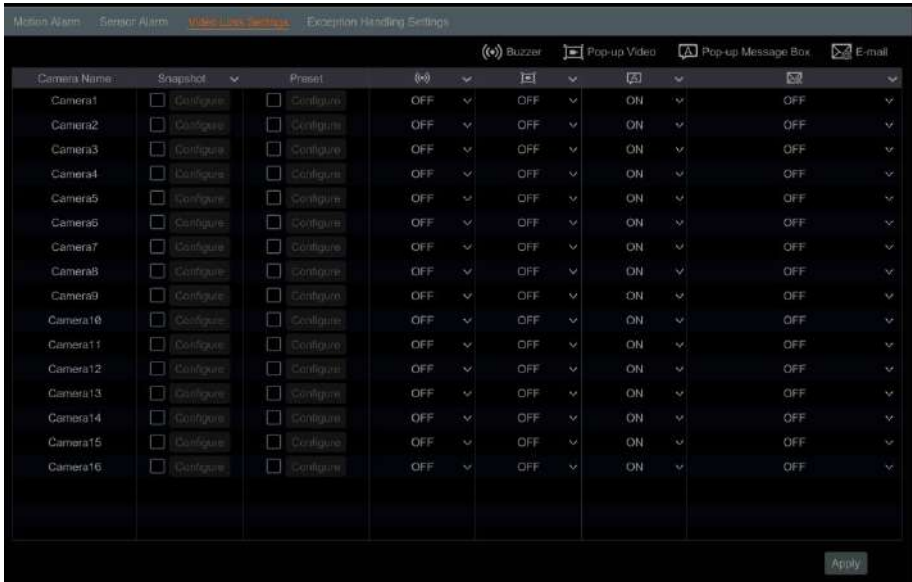 Motion Alarm Sensor Alarm Video Loss Settings Exception Handling Settings
Buzzer Pop-up Video Pop-up Message Box E-mail
Camera Name Snapshot Preset
Camera1 Configure Configure OFF OFF ON OFF
Camera2 Configure Configure OFF OFF ON OFF
Camera3 Configure Configure OFF OFF ON OFF
Camera4 Configure Configure OFF OFF ON OFF
Camera5 Configure Configure OFF OFF ON OFF
Camera6 Configure Configure OFF OFF ON OFF
Camera7 Configure Configure OFF OFF ON OFF
Camera8 Configure Configure OFF OFF ON OFF
Camera9 Configure Configure OFF OFF ON OFF
Camera10 Configure Configure OFF OFF ON OFF
Camera11 Configure Configure OFF OFF ON OFF
Camera12 Configure Configure OFF OFF ON OFF
Camera13 Configure Configure OFF OFF ON OFF
Camera14 Configure Configure OFF OFF ON OFF
Camera15 Configure Configure OFF OFF ON OFF
Camera16 Configure Configure OFF OFF ON OFF
Apply